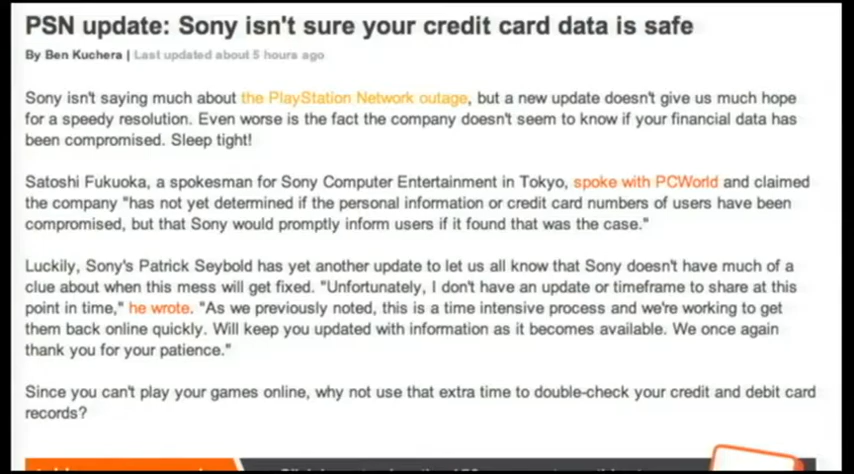 PSN update: Sony isn't sure your credit card data is safe
By Ben Kuchera | Last updated about 5 hours ago
Sony isn't saying much about the PlayStation Network outage, but a new update doesn't give us much hope
for a speedy resolution. Even worse is the fact the company doesn't seem to know if your financial data has
been compromised. Sleep tight!
Satoshi Fukuoka, a spokesman for Sony Computer Entertainment in Tokyo, spoke with PCWorld and claimed
the company "has not yet determined if the personal information or credit card numbers of users have been
compromised, but that Sony would promptly inform users if it found that was the case."
Luckily, Sony's Patrick Seybold has yet another update to let us all know that Sony doesn't have much of a
clue about when this mess will get fixed. "Unfortunately, I don't have an update or timeframe to share at this
point in time," he wrote. "As we previously noted, this is a time intensive process and we're working to get
them back online quickly. Will keep you updated with information as it becomes available. We once again
thank you for your patience."
Since you can't play your games online, why not use that extra time to double-check your credit and debit card
records?